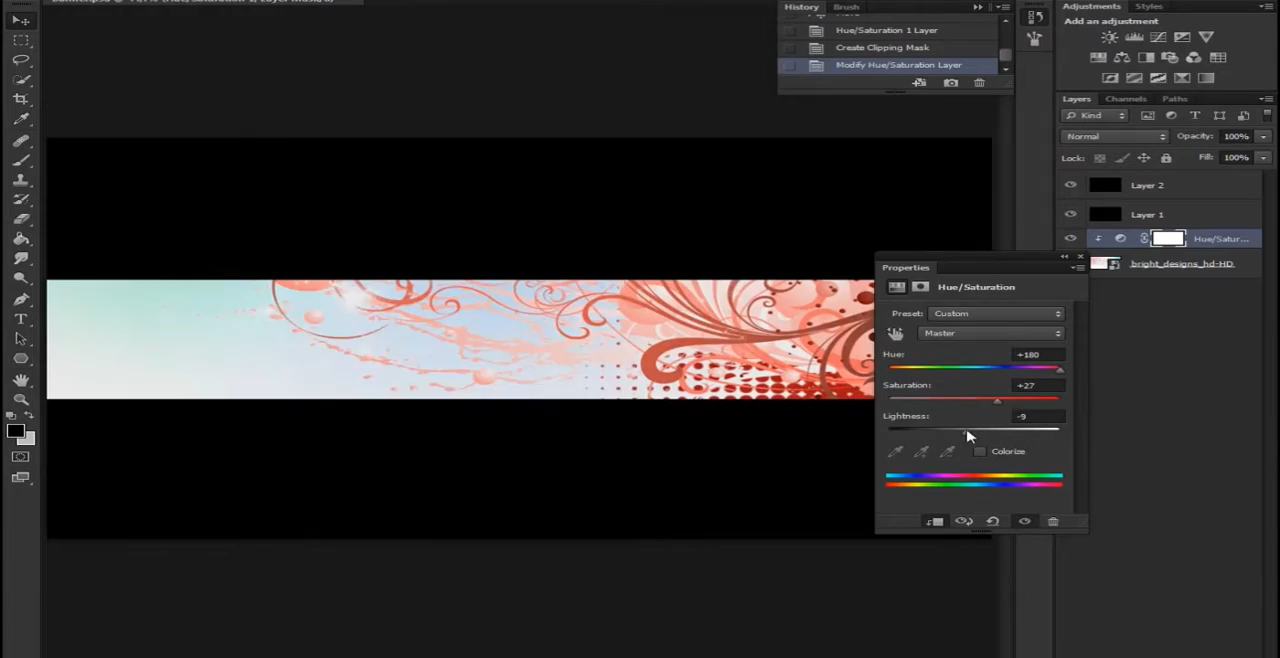 History Brush
Hue/Saturation 1 Layer
Create Clipping Mask
Modify Hue/Saturation Layer
Adjustments Styles
Add an adjustment
Layers Channels Paths
Kind
Normal Opacity: 100%
Lock: Fill: 100%
Layer 2
Layer 1
Hue/Satur...
bright_designs_hd-HD
Properties
Hue/Saturation
Preset: Custom
Master
Hue: +180
Saturation: +27
Lightness: -9
Colorize
T